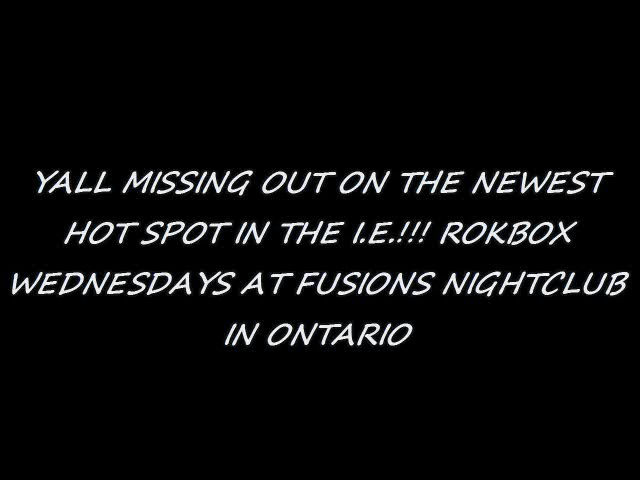 YALL MISSING OUT ON THE NEWEST
HOT SPOT IN THE I.E.!!! ROKBOX
WEDNESDAYS AT FUSIONS NIGHTCLUB
IN ONTARIO